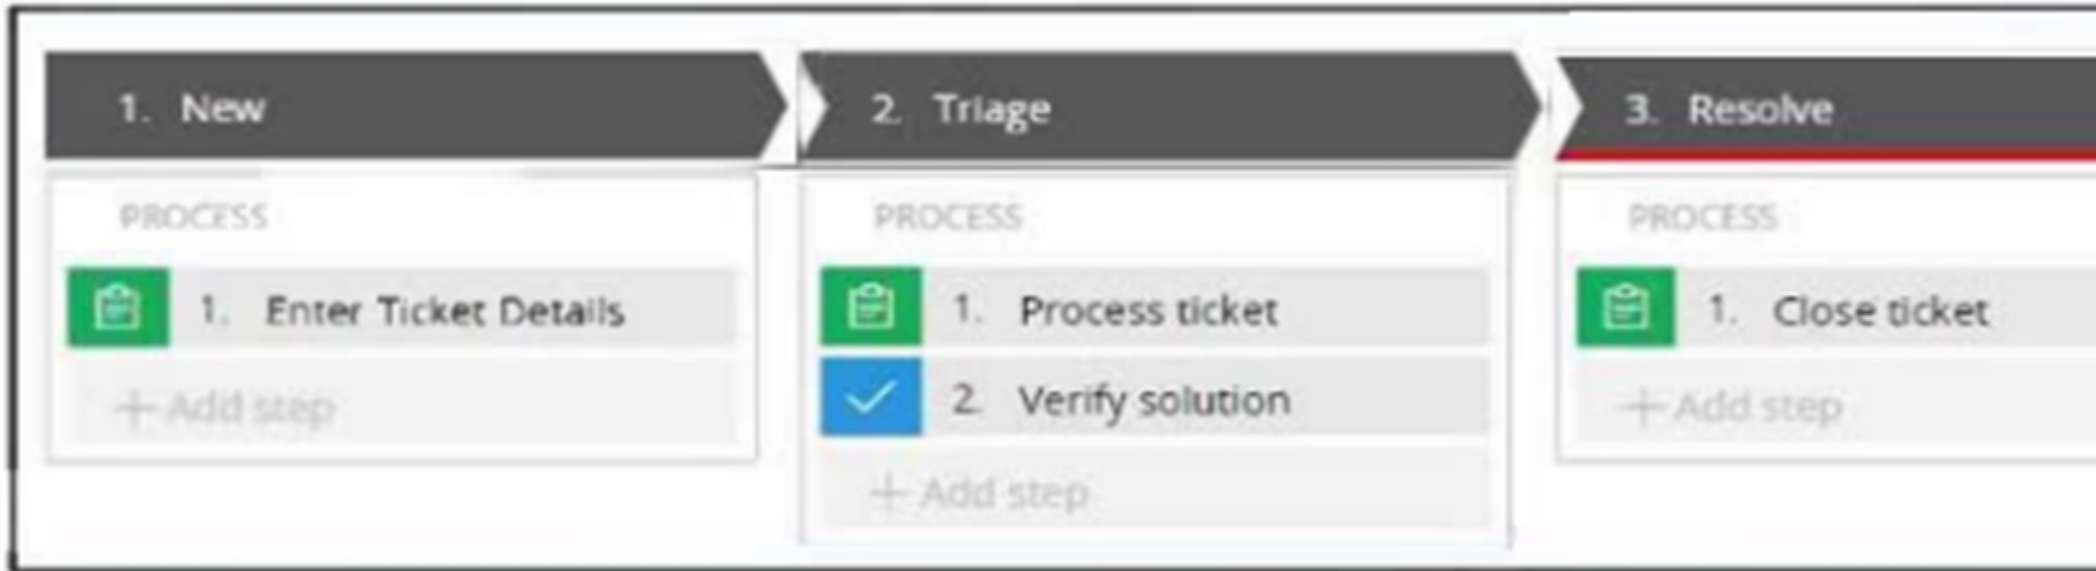 1. New
PROCESS
1. Enter Ticket Details
+ Add step
2. Triage
PROCESS
1. Process ticket
2. Verify solution
+ Add step
3. Resolve
PROCESS
1. Close ticket
+ Add step